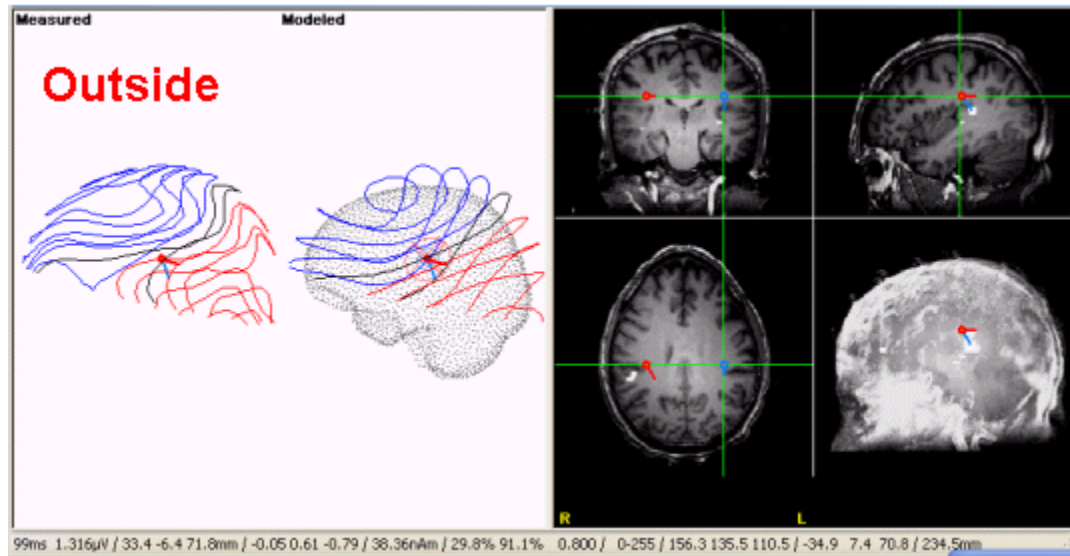 Measured Modeled
Outside
R L
99ms 1.316µV / 33.4 -6.4 71.8mm / -0.05 0.61 -0.79 / 38.36nAm / 29.8% 91.1% 0.800 / 0-255 / 156.3 135.5 110.5 / -34.9 7.4 70.8 / 234.5mm